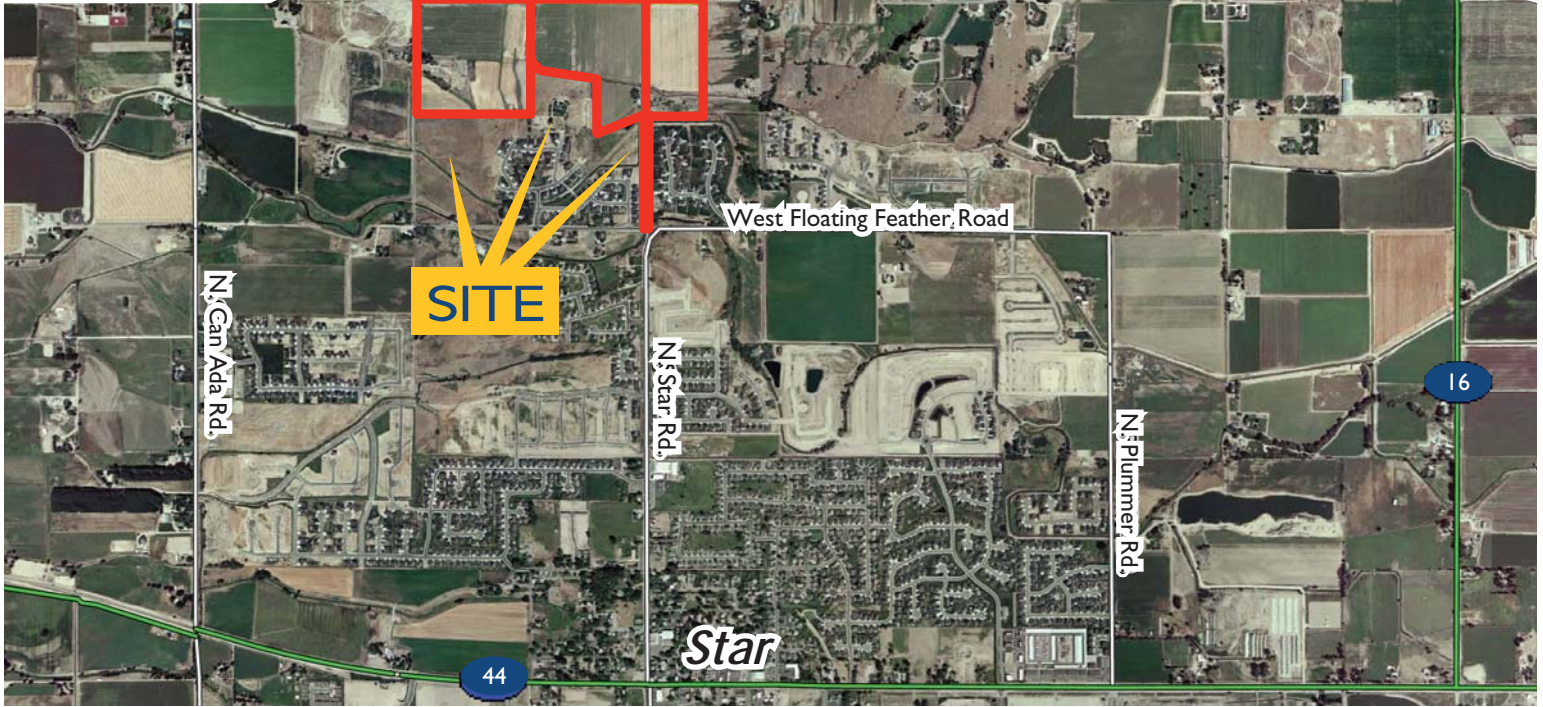 West Floating Feather Road
SITE
N. Can Ada Rd.
N. Star Rd.
16
N. Plummer Rd.
Star
44